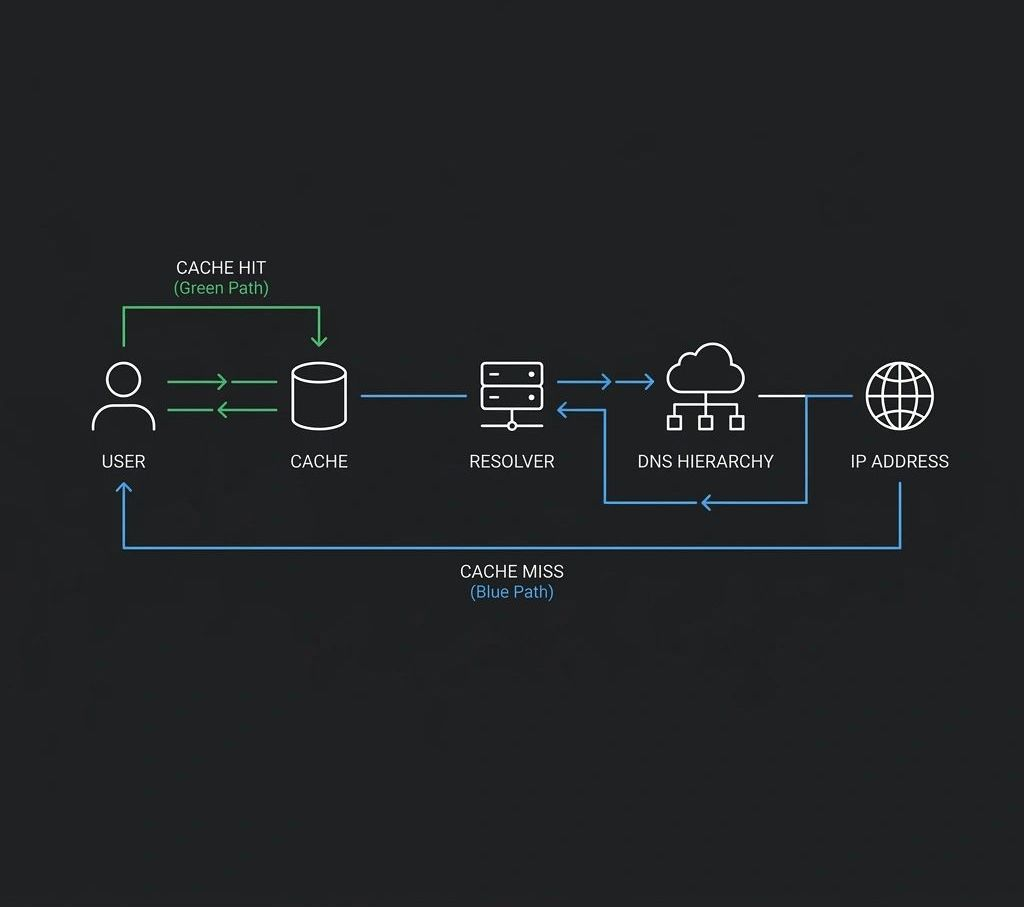 CACHE HIT
(Green Path)
USER
CACHE
RESOLVER
DNS HIERARCHY
IP ADDRESS
CACHE MISS
(Blue Path)